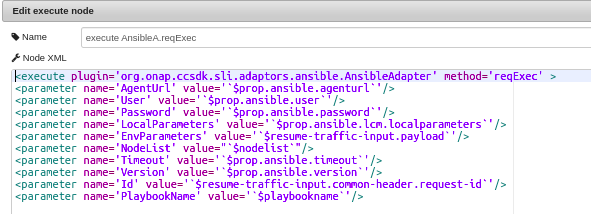 Edit execute node
Name
execute AnsibleA.reqExec
Node XML
<execute plugin='org.onap.ccsdk.sli.adaptors.ansible.AnsibleAdapter' method='reqExec' >
<parameter name='AgentUrl' value='`$prop.ansible.agenturl`'/>
<parameter name='User' value='`$prop.ansible.user`'/>
<parameter name='Password' value='`$prop.ansible.password`'/>
<parameter name='LocalParameters' value='`$prop.ansible.lcm.localparameters`'/>
<parameter name='EnvParameters' value='`$resume-traffic-input.payload`'/>
<parameter name='NodeList' value="`$nodelist`"/>
<parameter name='Timeout' value='`$prop.ansible.timeout`'/>
<parameter name='Version' value='`$prop.ansible.version`'/>
<parameter name='Id' value='`$resume-traffic-input.common-header.request-id`'/>
<parameter name='PlaybookName' value='`$playbookname`'/>